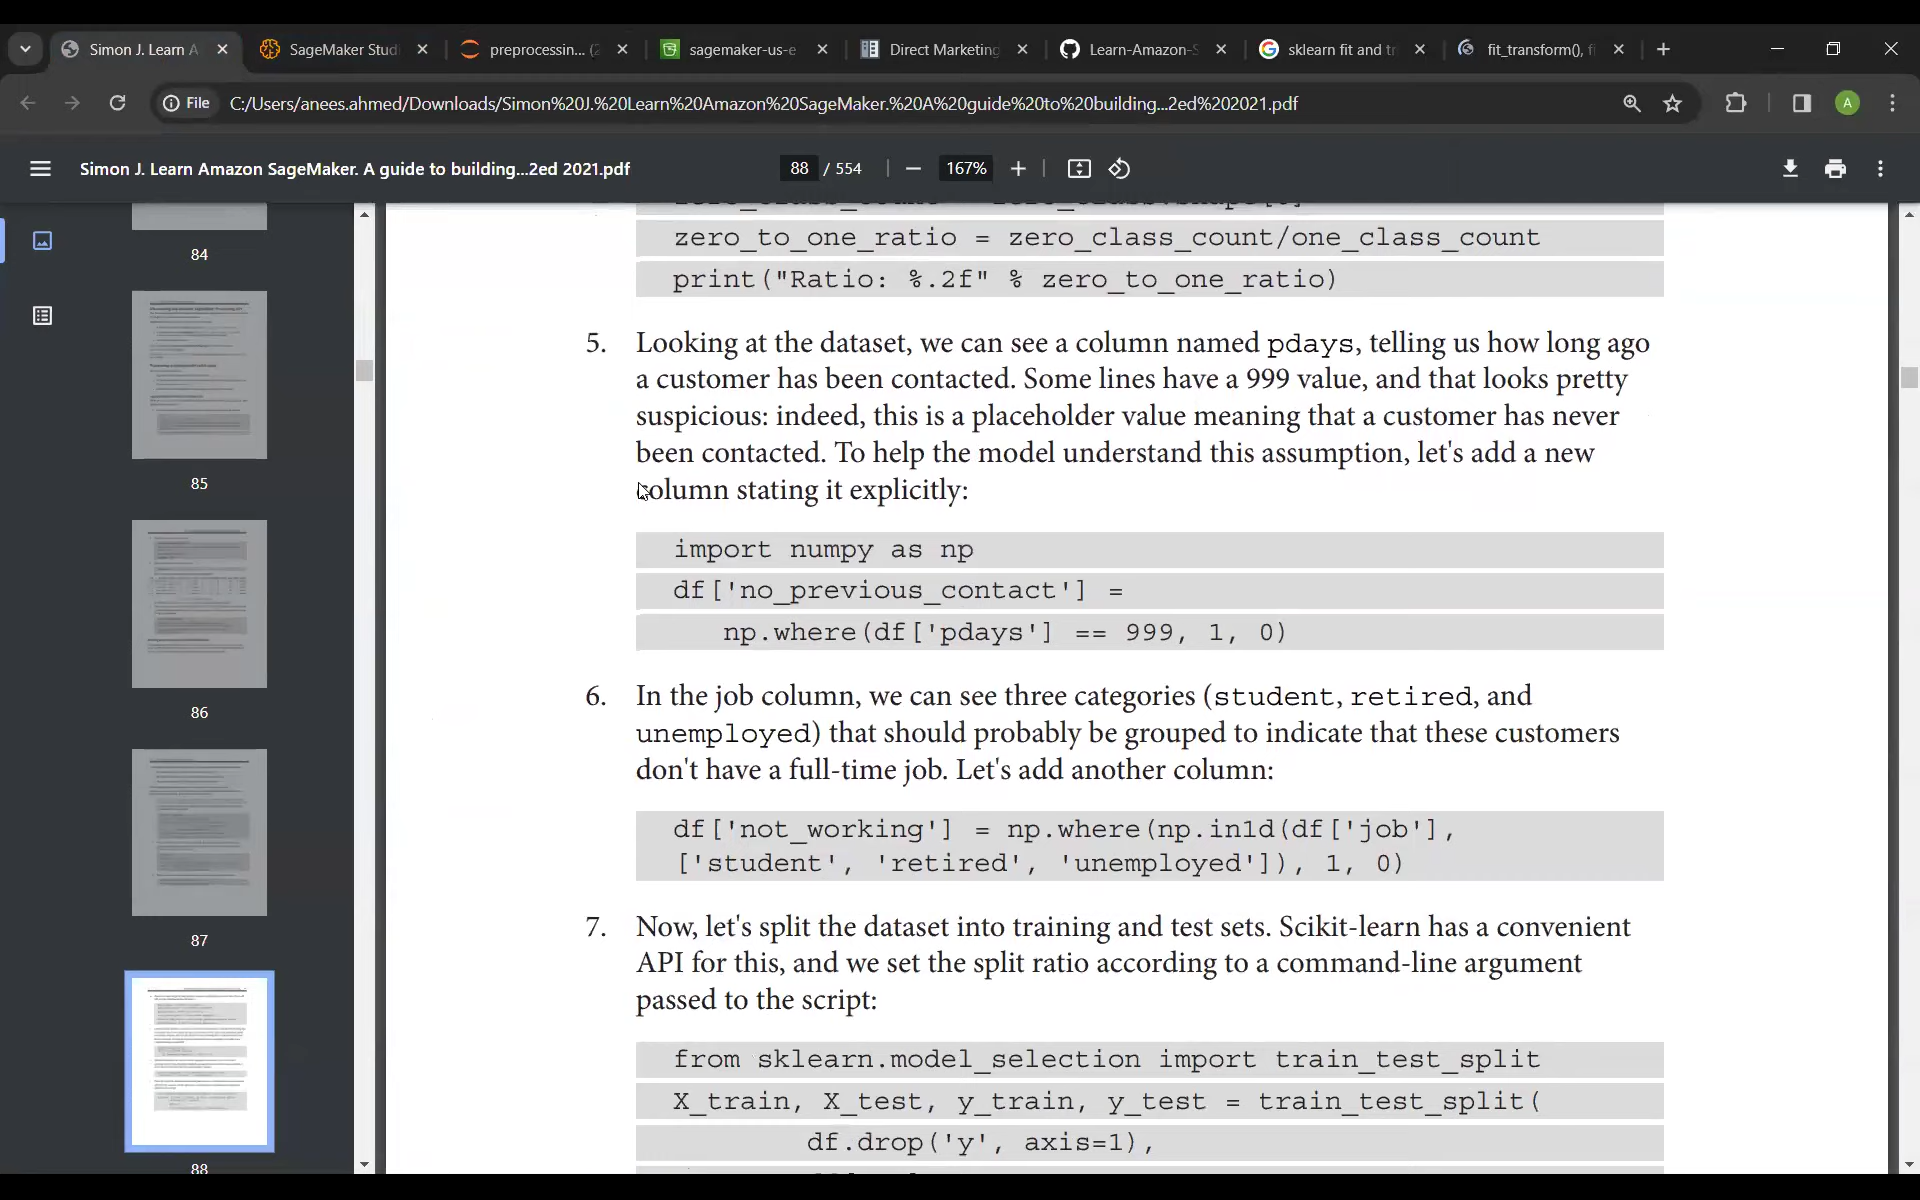 Simon J. Learn A
SageMaker Studi
preprocessin... (2
sagemaker-us-e
Direct Marketing
Learn-Amazon-S
sklearn fit and tr
fit_transform(), fi
File
C:/Users/anees.ahmed/Downloads/Simon%20J.%20Learn%20Amazon%20SageMaker.%20A%20guide%20to%20building...2ed%202021.pdf
A
Simon J. Learn Amazon SageMaker. A guide to building...2ed 2021.pdf
88 / 554
167%
84
85
86
87
88
zero_to_one_ratio = zero_class_count/one_class_count
print("Ratio: %.2f" % zero_to_one_ratio)
5. Looking at the dataset, we can see a column named pdays, telling us how long ago
a customer has been contacted. Some lines have a 999 value, and that looks pretty
suspicious: indeed, this is a placeholder value meaning that a customer has never
been contacted. To help the model understand this assumption, let's add a new
column stating it explicitly:
import numpy as np
df['no_previous_contact'] =
np.where(df['pdays'] == 999, 1, 0)
6. In the job column, we can see three categories (student, retired, and
unemployed) that should probably be grouped to indicate that these customers
don't have a full-time job. Let's add another column:
df['not_working'] = np.where(np.in1d(df['job'],
['student', 'retired', 'unemployed']), 1, 0)
7. Now, let's split the dataset into training and test sets. Scikit-learn has a convenient
API for this, and we set the split ratio according to a command-line argument
passed to the script:
from sklearn.model_selection import train_test_split
X_train, X_test, y_train, y_test = train_test_split(
df.drop('y', axis=1),